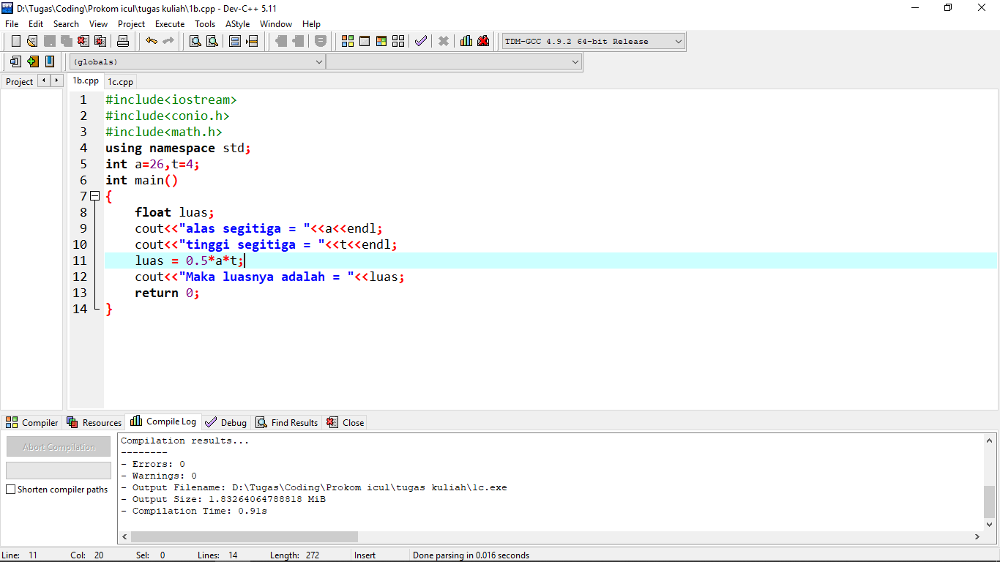 D:\Tugas\Coding\Prokom icul\tugas kuliah\1b.cpp - Dev-C++ 5.11
File Edit Search View Project Execute Tools AStyle Window Help
TDM-GCC 4.9.2 64-bit Release
(globals)
Project 1b.cpp 1c.cpp
1 #include<iostream>
2 #include<conio.h>
3 #include<math.h>
4 using namespace std;
5 int a=26,t=4;
6 int main()
7 {
8 float luas;
9 cout<<"alas segitiga = "<<a<<endl;
10 cout<<"tinggi segitiga = "<<t<<endl;
11 luas = 0.5*a*t;
12 cout<<"Maka luasnya adalah = "<<luas;
13 return 0;
14 }
Compiler Resources Compile Log Debug Find Results Close
Abort Compilation
Shorten compiler paths
Compilation results...
--------
- Errors: 0
- Warnings: 0
- Output Filename: D:\Tugas\Coding\Prokom icul\tugas kuliah\1c.exe
- Output Size: 1.83264064788818 MiB
- Compilation Time: 0.91s
Line: 11 Col: 20 Sel: 0 Lines: 14 Length: 272 Insert Done parsing in 0.016 seconds